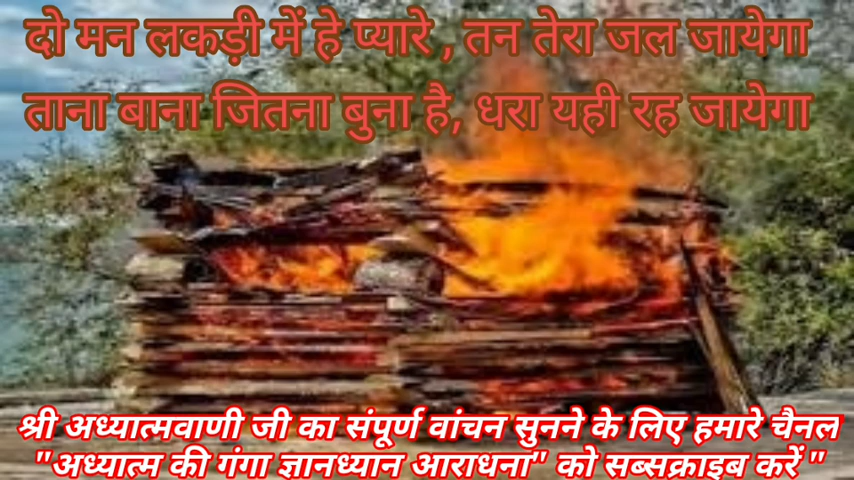 दो मन लकड़ी में हे प्यारे , तन तेरा जल जायेगा
ताना बाना जितना बुना है, धरा यही रह जायेगा
श्री अध्यात्मवाणी जी का संपूर्ण वांचन सुनने के लिए हमारे चैनल
"अध्यात्म की गंगा ज्ञानध्यान आराधना" को सब्सक्राइब करें "